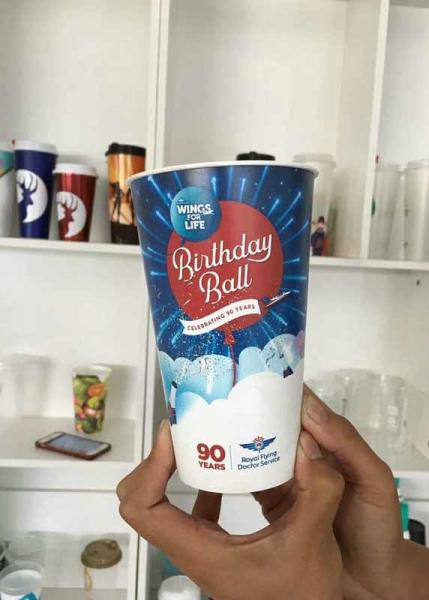 WINGS
FOR
LIFE
Birthday
Ball
CELEBRATING 90 YEARS
90
YEARS
Royal Flying
Doctor Service